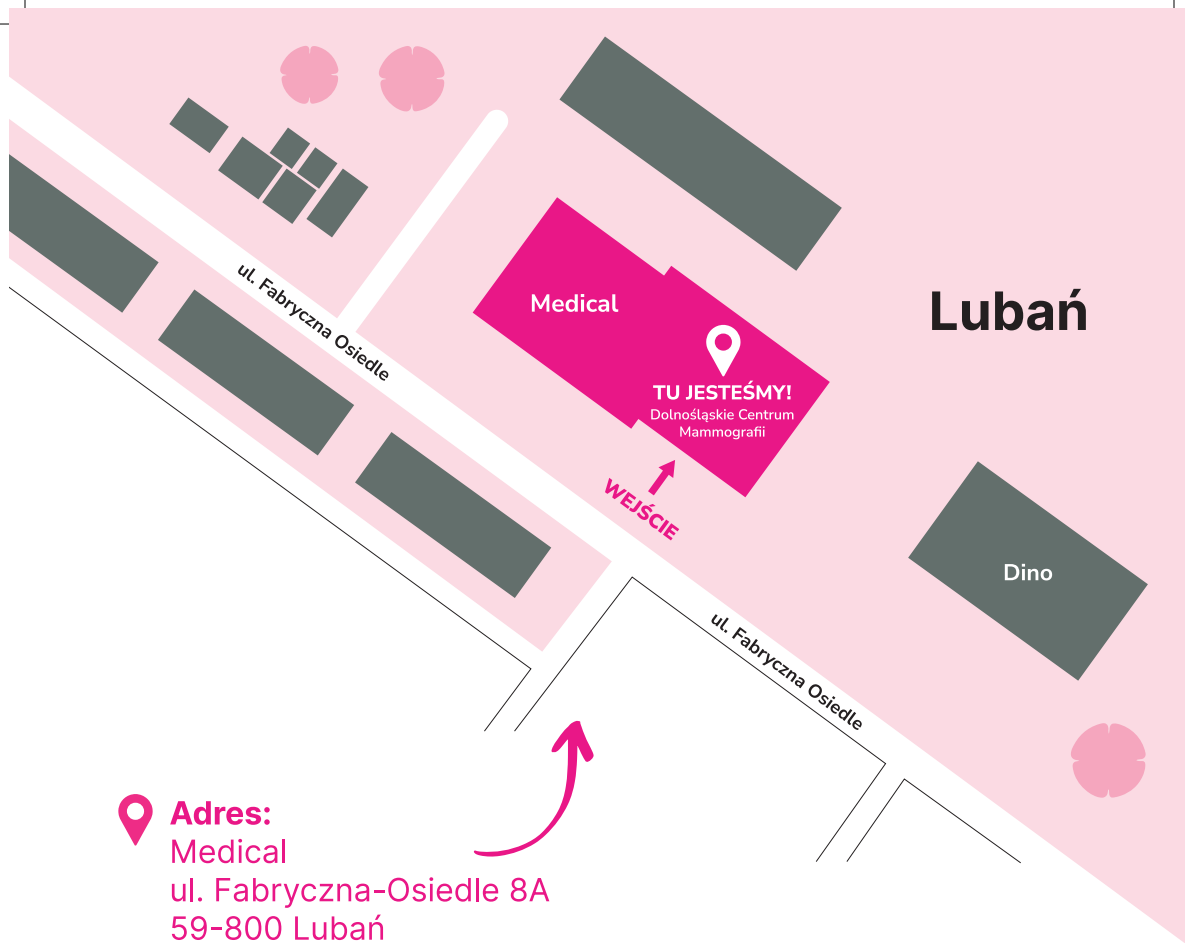 ul. Fabryczna Osiedle
Medical
Lubań
TU JESTEŚMY!
Dolnośląskie Centrum
Mammografii
WEJŚCIE
Dino
ul. Fabryczna Osiedle
Adres:
Medical
ul. Fabryczna-Osiedle 8A
59-800 Lubań